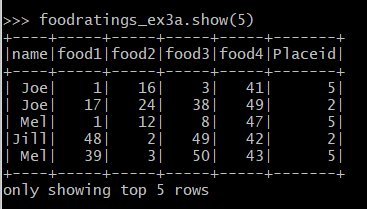 >>> foodratings_ex3a.show(5)
+----+-----+-----+-----+-----+-------+
|name|food1|food2|food3|food4|Placeid|
+----+-----+-----+-----+-----+-------+
| Joe|    1|   16|    3|   41|      5|
| Joe|   17|   24|   38|   49|      2|
| Mel|    1|   12|    8|   47|      5|
|Jill|   48|    2|   49|   42|      2|
| Mel|   39|    3|   50|   43|      5|
+----+-----+-----+-----+-----+-------+
only showing top 5 rows